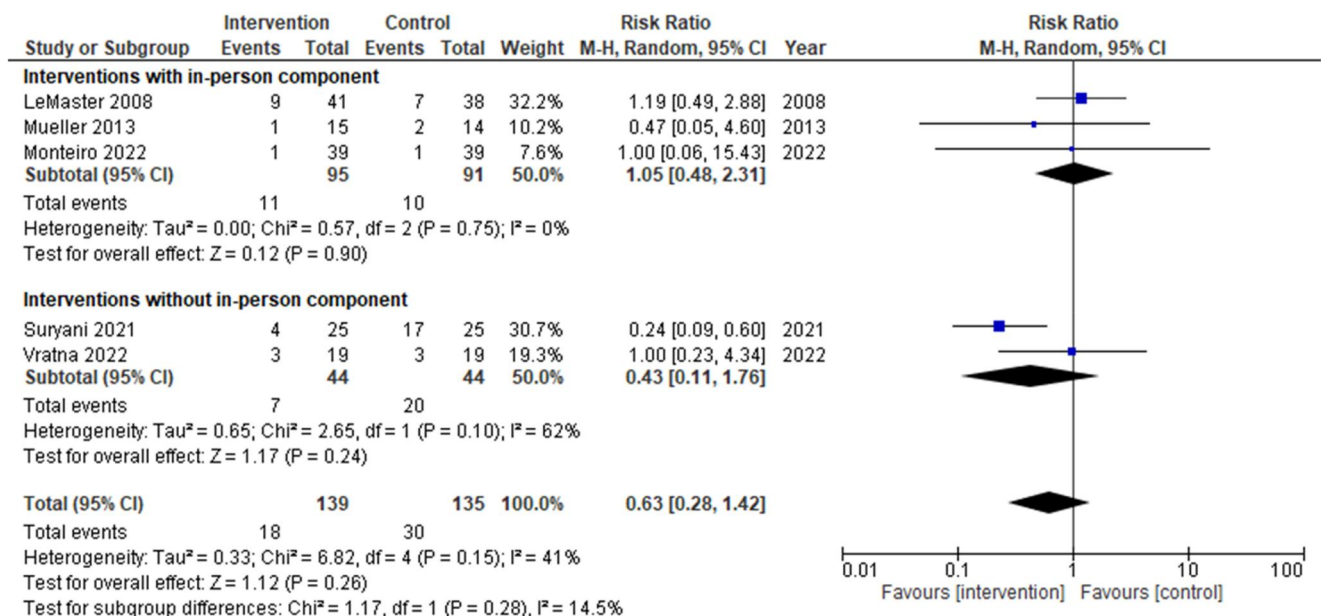 Intervention Control Risk Ratio Risk Ratio
Study or Subgroup Events Total Events Total Weight M-H, Random, 95% CI Year M-H, Random, 95% CI
Interventions with in-person component
LeMaster 2008 9 41 7 38 32.2% 1.19 [0.49, 2.88] 2008
Mueller 2013 1 15 2 14 10.2% 0.47 [0.05, 4.60] 2013
Monteiro 2022 1 39 1 39 7.6% 1.00 [0.06, 15.43] 2022
Subtotal (95% CI) 95 91 50.0% 1.05 [0.48, 2.31]
Total events 11 10
Heterogeneity: Tau² = 0.00; Chi² = 0.57, df = 2 (P = 0.75); I² = 0%
Test for overall effect: Z = 0.12 (P = 0.90)
Interventions without in-person component
Suryani 2021 4 25 17 25 30.7% 0.24 [0.09, 0.60] 2021
Vratna 2022 3 19 3 19 19.3% 1.00 [0.23, 4.34] 2022
Subtotal (95% CI) 44 44 50.0% 0.43 [0.11, 1.76]
Total events 7 20
Heterogeneity: Tau² = 0.65; Chi² = 2.65, df = 1 (P = 0.10); I² = 62%
Test for overall effect: Z = 1.17 (P = 0.24)
Total (95% CI) 139 135 100.0% 0.63 [0.28, 1.42]
Total events 18 30
Heterogeneity: Tau² = 0.33; Chi² = 6.82, df = 4 (P = 0.15); I² = 41%
Test for overall effect: Z = 1.12 (P = 0.26)
Test for subgroup differences: Chi² = 1.17, df = 1 (P = 0.28), I² = 14.5%
0.01 0.1 1 10 100
Favours [intervention] Favours [control]